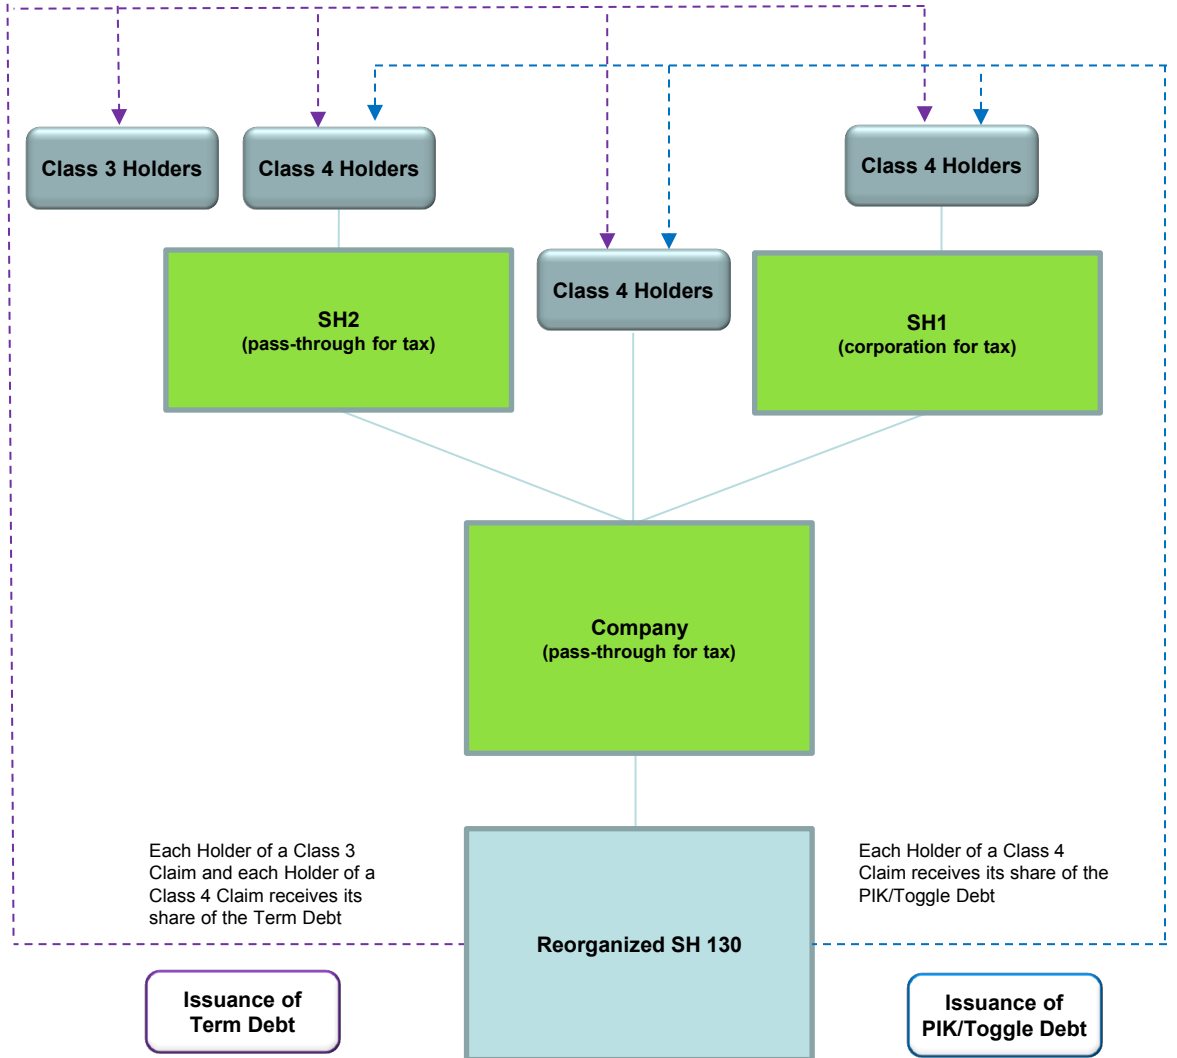 Class 3 Holders
Class 4 Holders
Class 4 Holders
Class 4 Holders
SH2
(pass-through for tax)
SH1
(corporation for tax)
Company
(pass-through for tax)
Each Holder of a Class 3
Claim and each Holder of a
Class 4 Claim receives its
share of the Term Debt
Each Holder of a Class 4
Claim receives its share of the
PIK/Toggle Debt
Reorganized SH 130
Issuance of
Term Debt
Issuance of
PIK/Toggle Debt